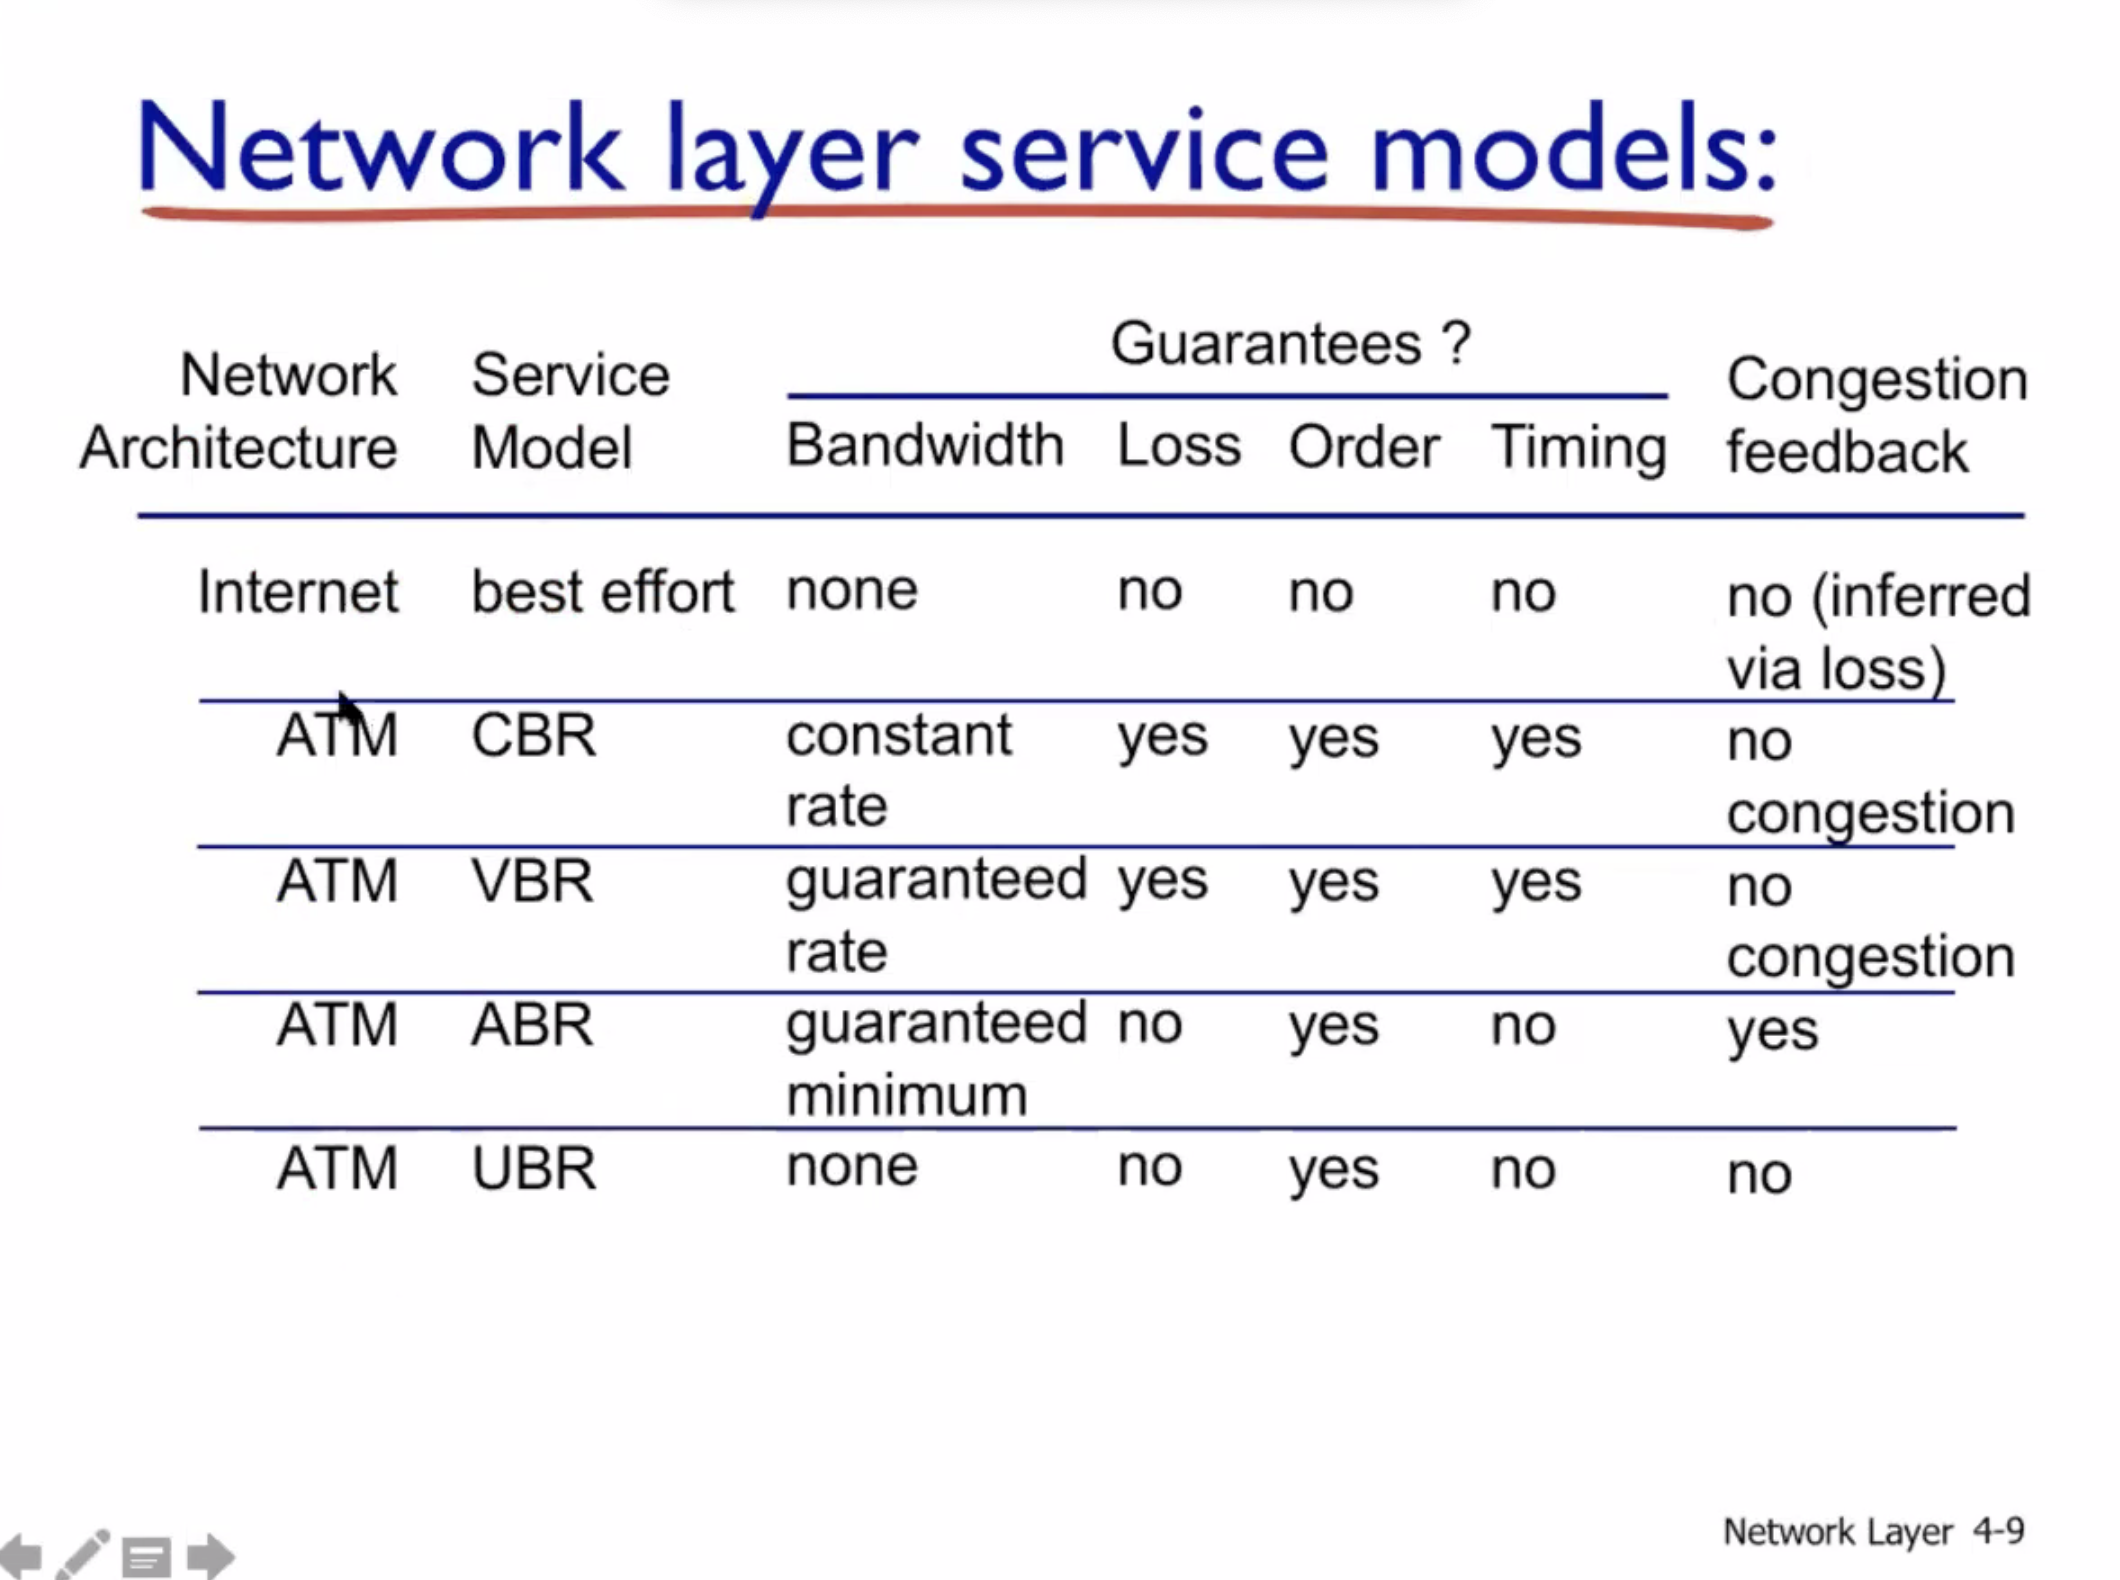 Network layer service models:
Guarantees ?
Network Architecture Service Model Bandwidth Loss Order Timing Congestion feedback
Internet best effort none no no no no (inferred via loss)
ATM CBR constant rate yes yes yes no congestion
ATM VBR guaranteed rate yes yes yes no congestion
ATM ABR guaranteed minimum no yes no yes
ATM UBR none no yes no no
Network Layer 4-9